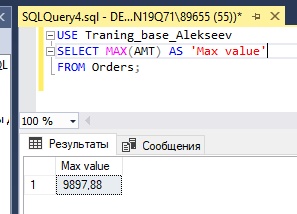 SQLQuery4.sql - DE...N19Q71\89655 (55))*
USE Traning_base_Alekseev
SELECT MAX(AMT) AS 'Max value'
FROM Orders;
100 %
Результаты Сообщения
Max value
1 9897,88